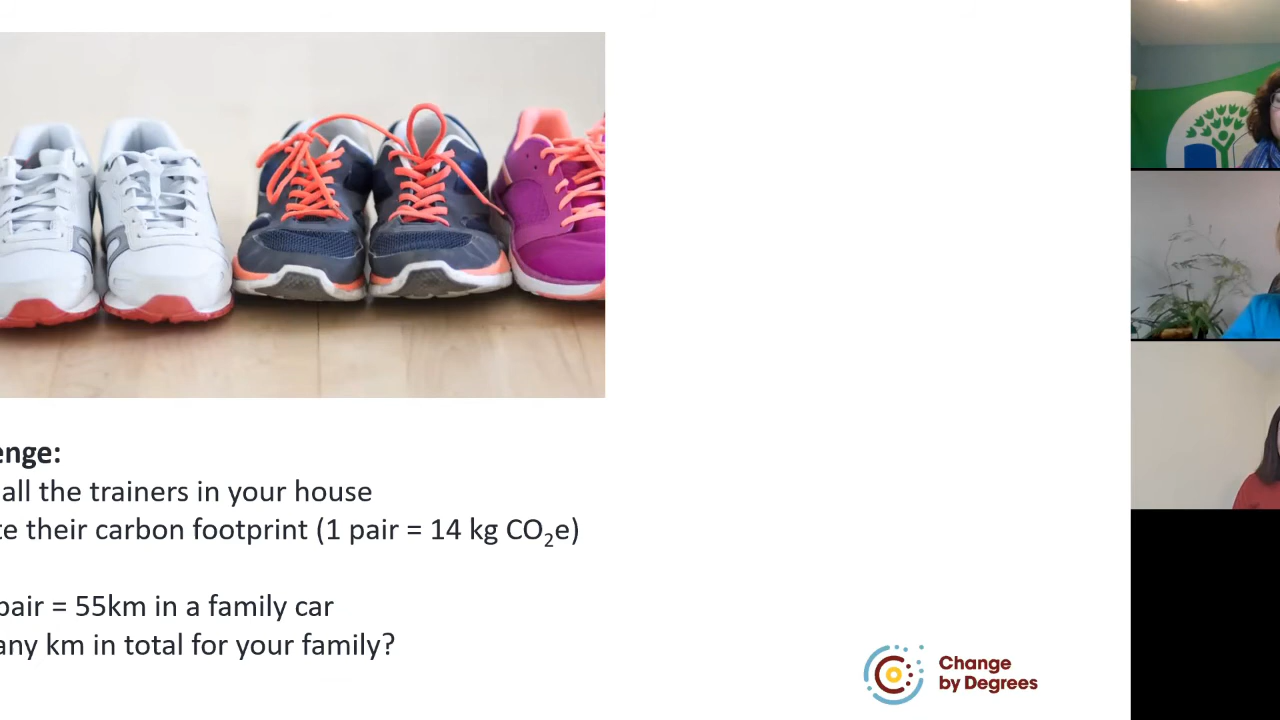 enge:
all the trainers in your house
te their carbon footprint (1 pair = 14 kg CO₂e)
pair = 55km in a family car
any km in total for your family?
Change
by Degrees